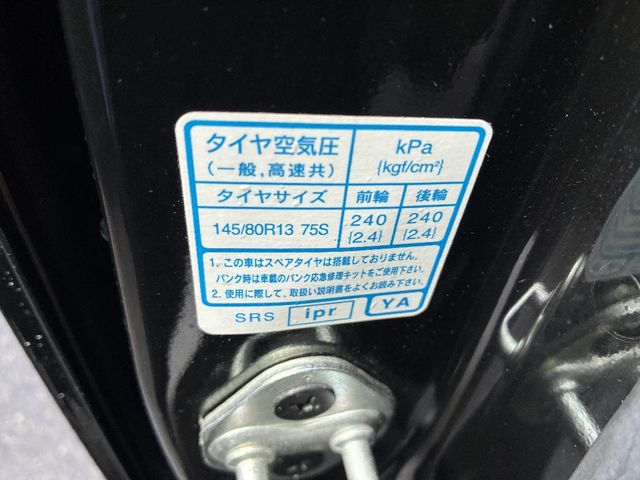 タイヤ空気圧 kPa
(一般,高速共) {kgf/cm²}
タイヤサイズ 前輪 後輪
145/80R13 75S 240 240
{2.4} {2.4}
1. この車はスペアタイヤは搭載しておりません。
パンク時は車載のパンク応急修理キットをご使用下さい。
2. 使用に際して、取扱い説明書をよくお読み下さい。
SRS ipr YA